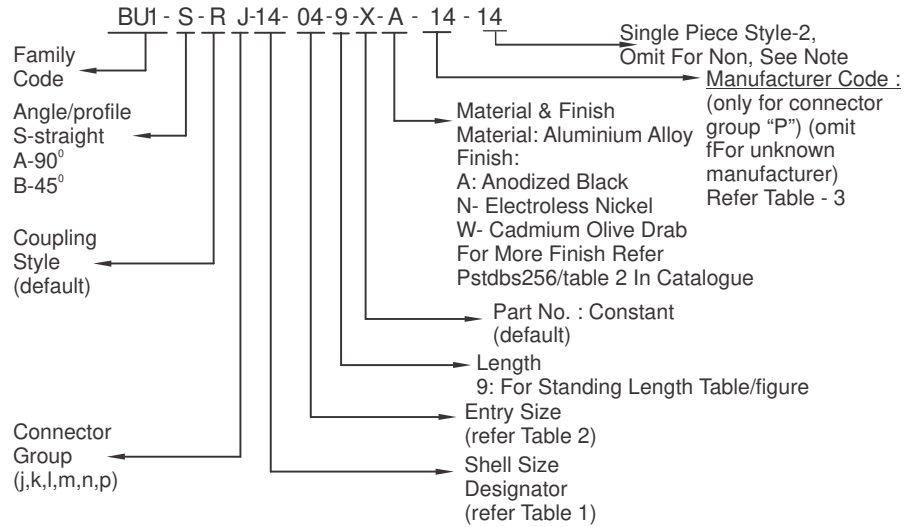 BU1 - S - R J-14- 04-9 -X - A - 14 - 14
Single Piece Style-2,
Omit For Non, See Note
Manufacturer Code :
(only for connector
group "P") (omit
fFor unknown
manufacturer)
Refer Table - 3
Family
Code
Angle/profile
S-straight
A-90⁰
B-45⁰
Coupling
Style
(default)
Connector
Group
(j,k,l,m,n,p)
Material & Finish
Material: Aluminium Alloy
Finish:
A: Anodized Black
N- Electroless Nickel
W- Cadmium Olive Drab
For More Finish Refer
Pstdbs256/table 2 In Catalogue
Part No. : Constant
(default)
Length
9: For Standing Length Table/figure
Entry Size
(refer Table 2)
Shell Size
Designator
(refer Table 1)